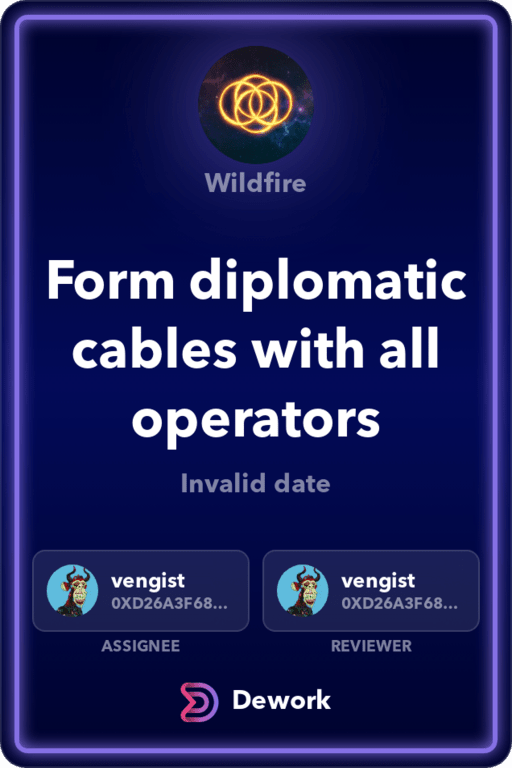 Wildfire
Form diplomatic
cables with all
operators
Invalid date
vengist
0XD26A3F68...
vengist
0XD26A3F68...
ASSIGNEE
REVIEWER
Dework